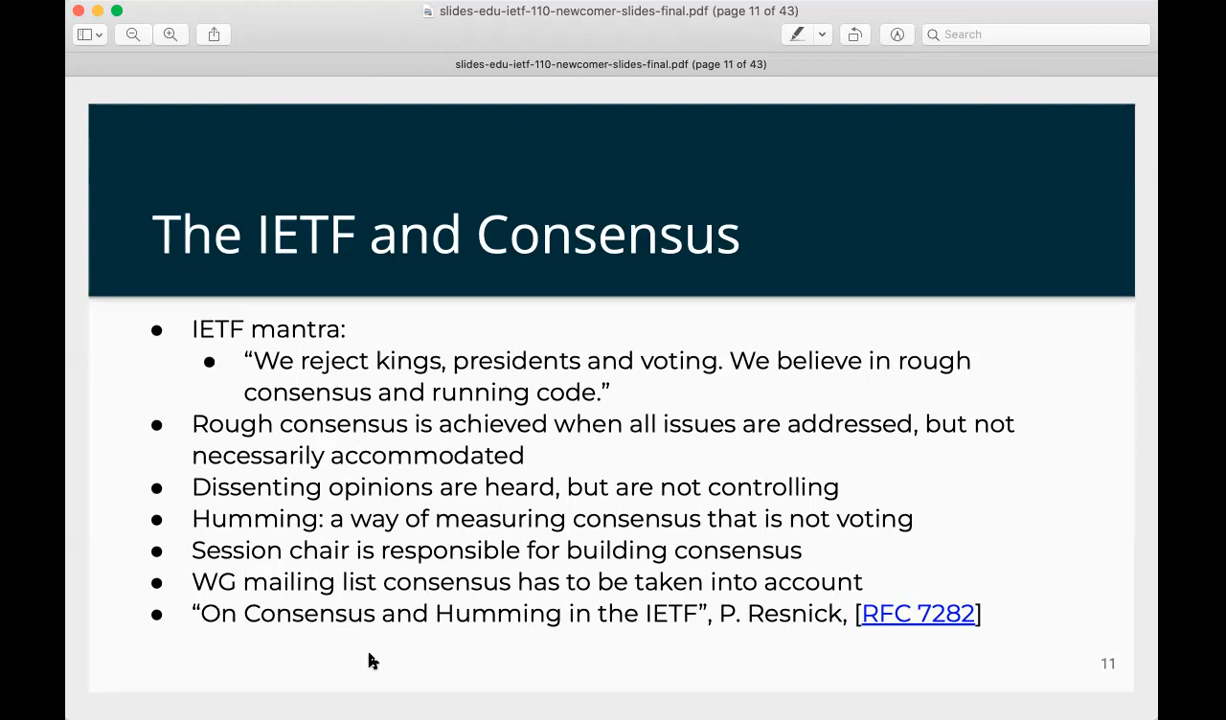 slides-edu-ietf-110-newcomer-slides-final.pdf (page 11 of 43)
Search
slides-edu-ietf-110-newcomer-slides-final.pdf (page 11 of 43)
The IETF and Consensus
● IETF mantra:
● “We reject kings, presidents and voting. We believe in rough
consensus and running code.”
● Rough consensus is achieved when all issues are addressed, but not
necessarily accommodated
● Dissenting opinions are heard, but are not controlling
● Humming: a way of measuring consensus that is not voting
● Session chair is responsible for building consensus
● WG mailing list consensus has to be taken into account
● “On Consensus and Humming in the IETF”, P. Resnick, [RFC 7282]
11